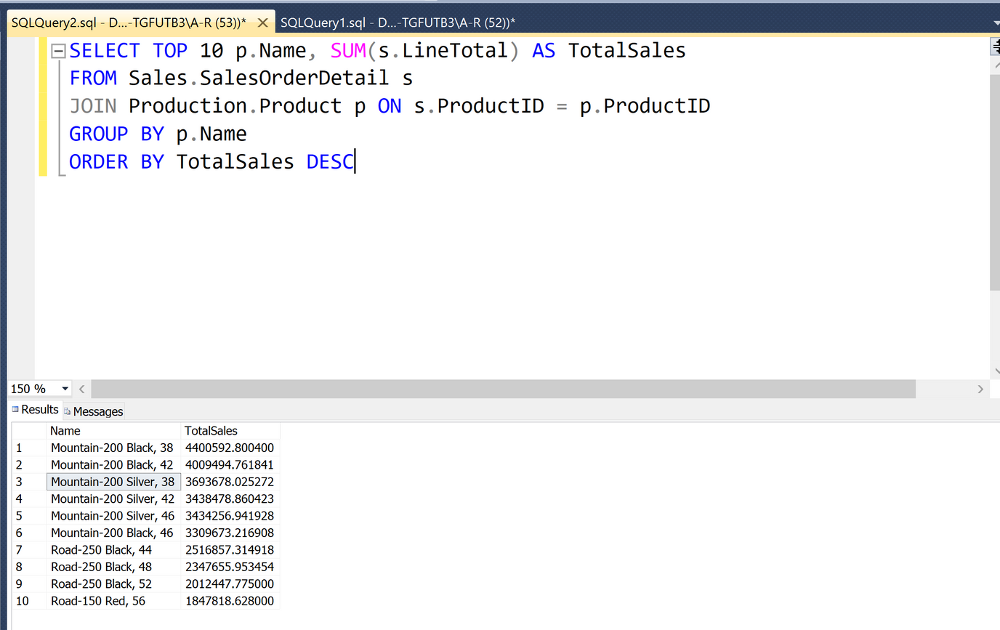 SQLQuery2.sql - D...-TGFUTB3\A-R (53))* SQLQuery1.sql - D...-TGFUTB3\A-R (52))*
SELECT TOP 10 p.Name, SUM(s.LineTotal) AS TotalSales
FROM Sales.SalesOrderDetail s
JOIN Production.Product p ON s.ProductID = p.ProductID
GROUP BY p.Name
ORDER BY TotalSales DESC
150 %
Results Messages
Name TotalSales
1 Mountain-200 Black, 38 4400592.800400
2 Mountain-200 Black, 42 4009494.761841
3 Mountain-200 Silver, 38 3693678.025272
4 Mountain-200 Silver, 42 3438478.860423
5 Mountain-200 Silver, 46 3434256.941928
6 Mountain-200 Black, 46 3309673.216908
7 Road-250 Black, 44 2516857.314918
8 Road-250 Black, 48 2347655.953454
9 Road-250 Black, 52 2012447.775000
10 Road-150 Red, 56 1847818.628000